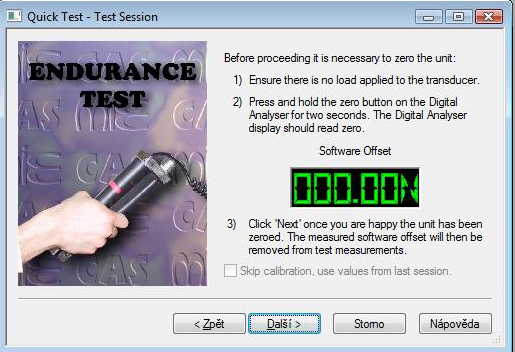 Quick Test - Test Session
ENDURANCE
TEST
Before proceeding it is necessary to zero the unit:
1) Ensure there is no load applied to the transducer.
2) Press and hold the zero button on the Digital
Analyser for two seconds. The Digital Analyser
display should read zero.
Software Offset
000.00N
3) Click 'Next' once you are happy the unit has been
zeroed. The measured software offset will then be
removed from test measurements.
Skip calibration, use values from last session.
< Zpět
Další >
Storno
Nápověda